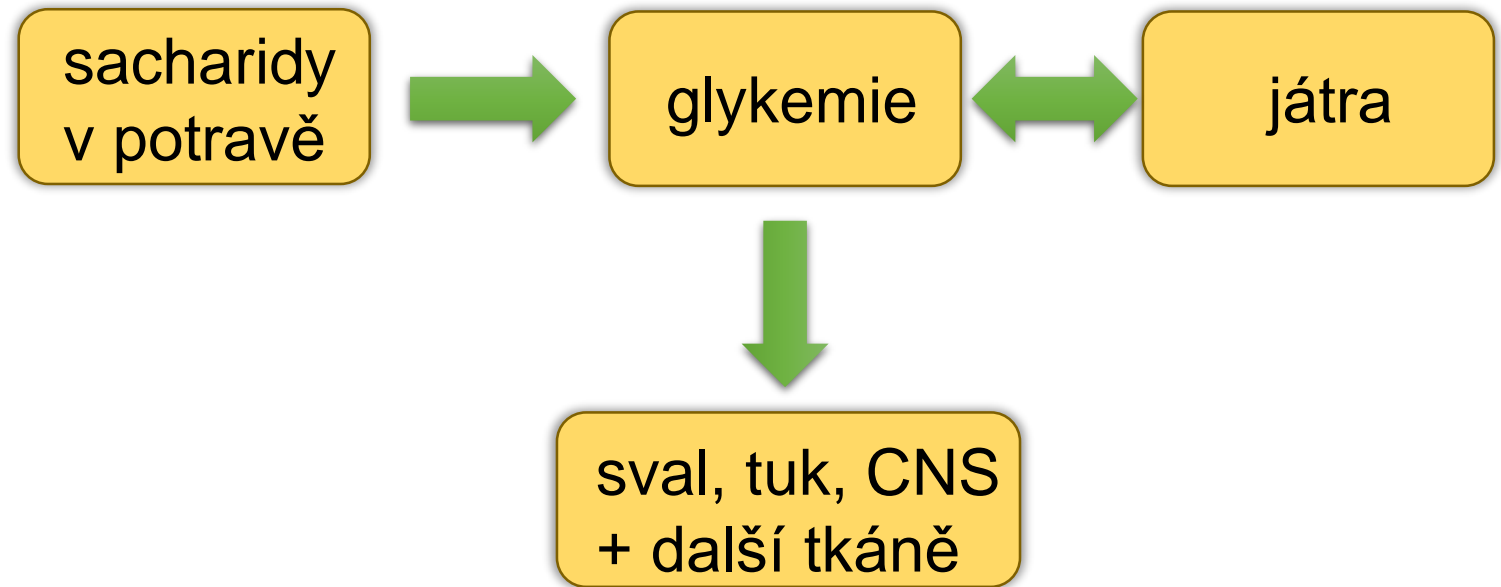 sacharidy
v potravě
glykemie
játra
sval, tuk, CNS
+ další tkáně